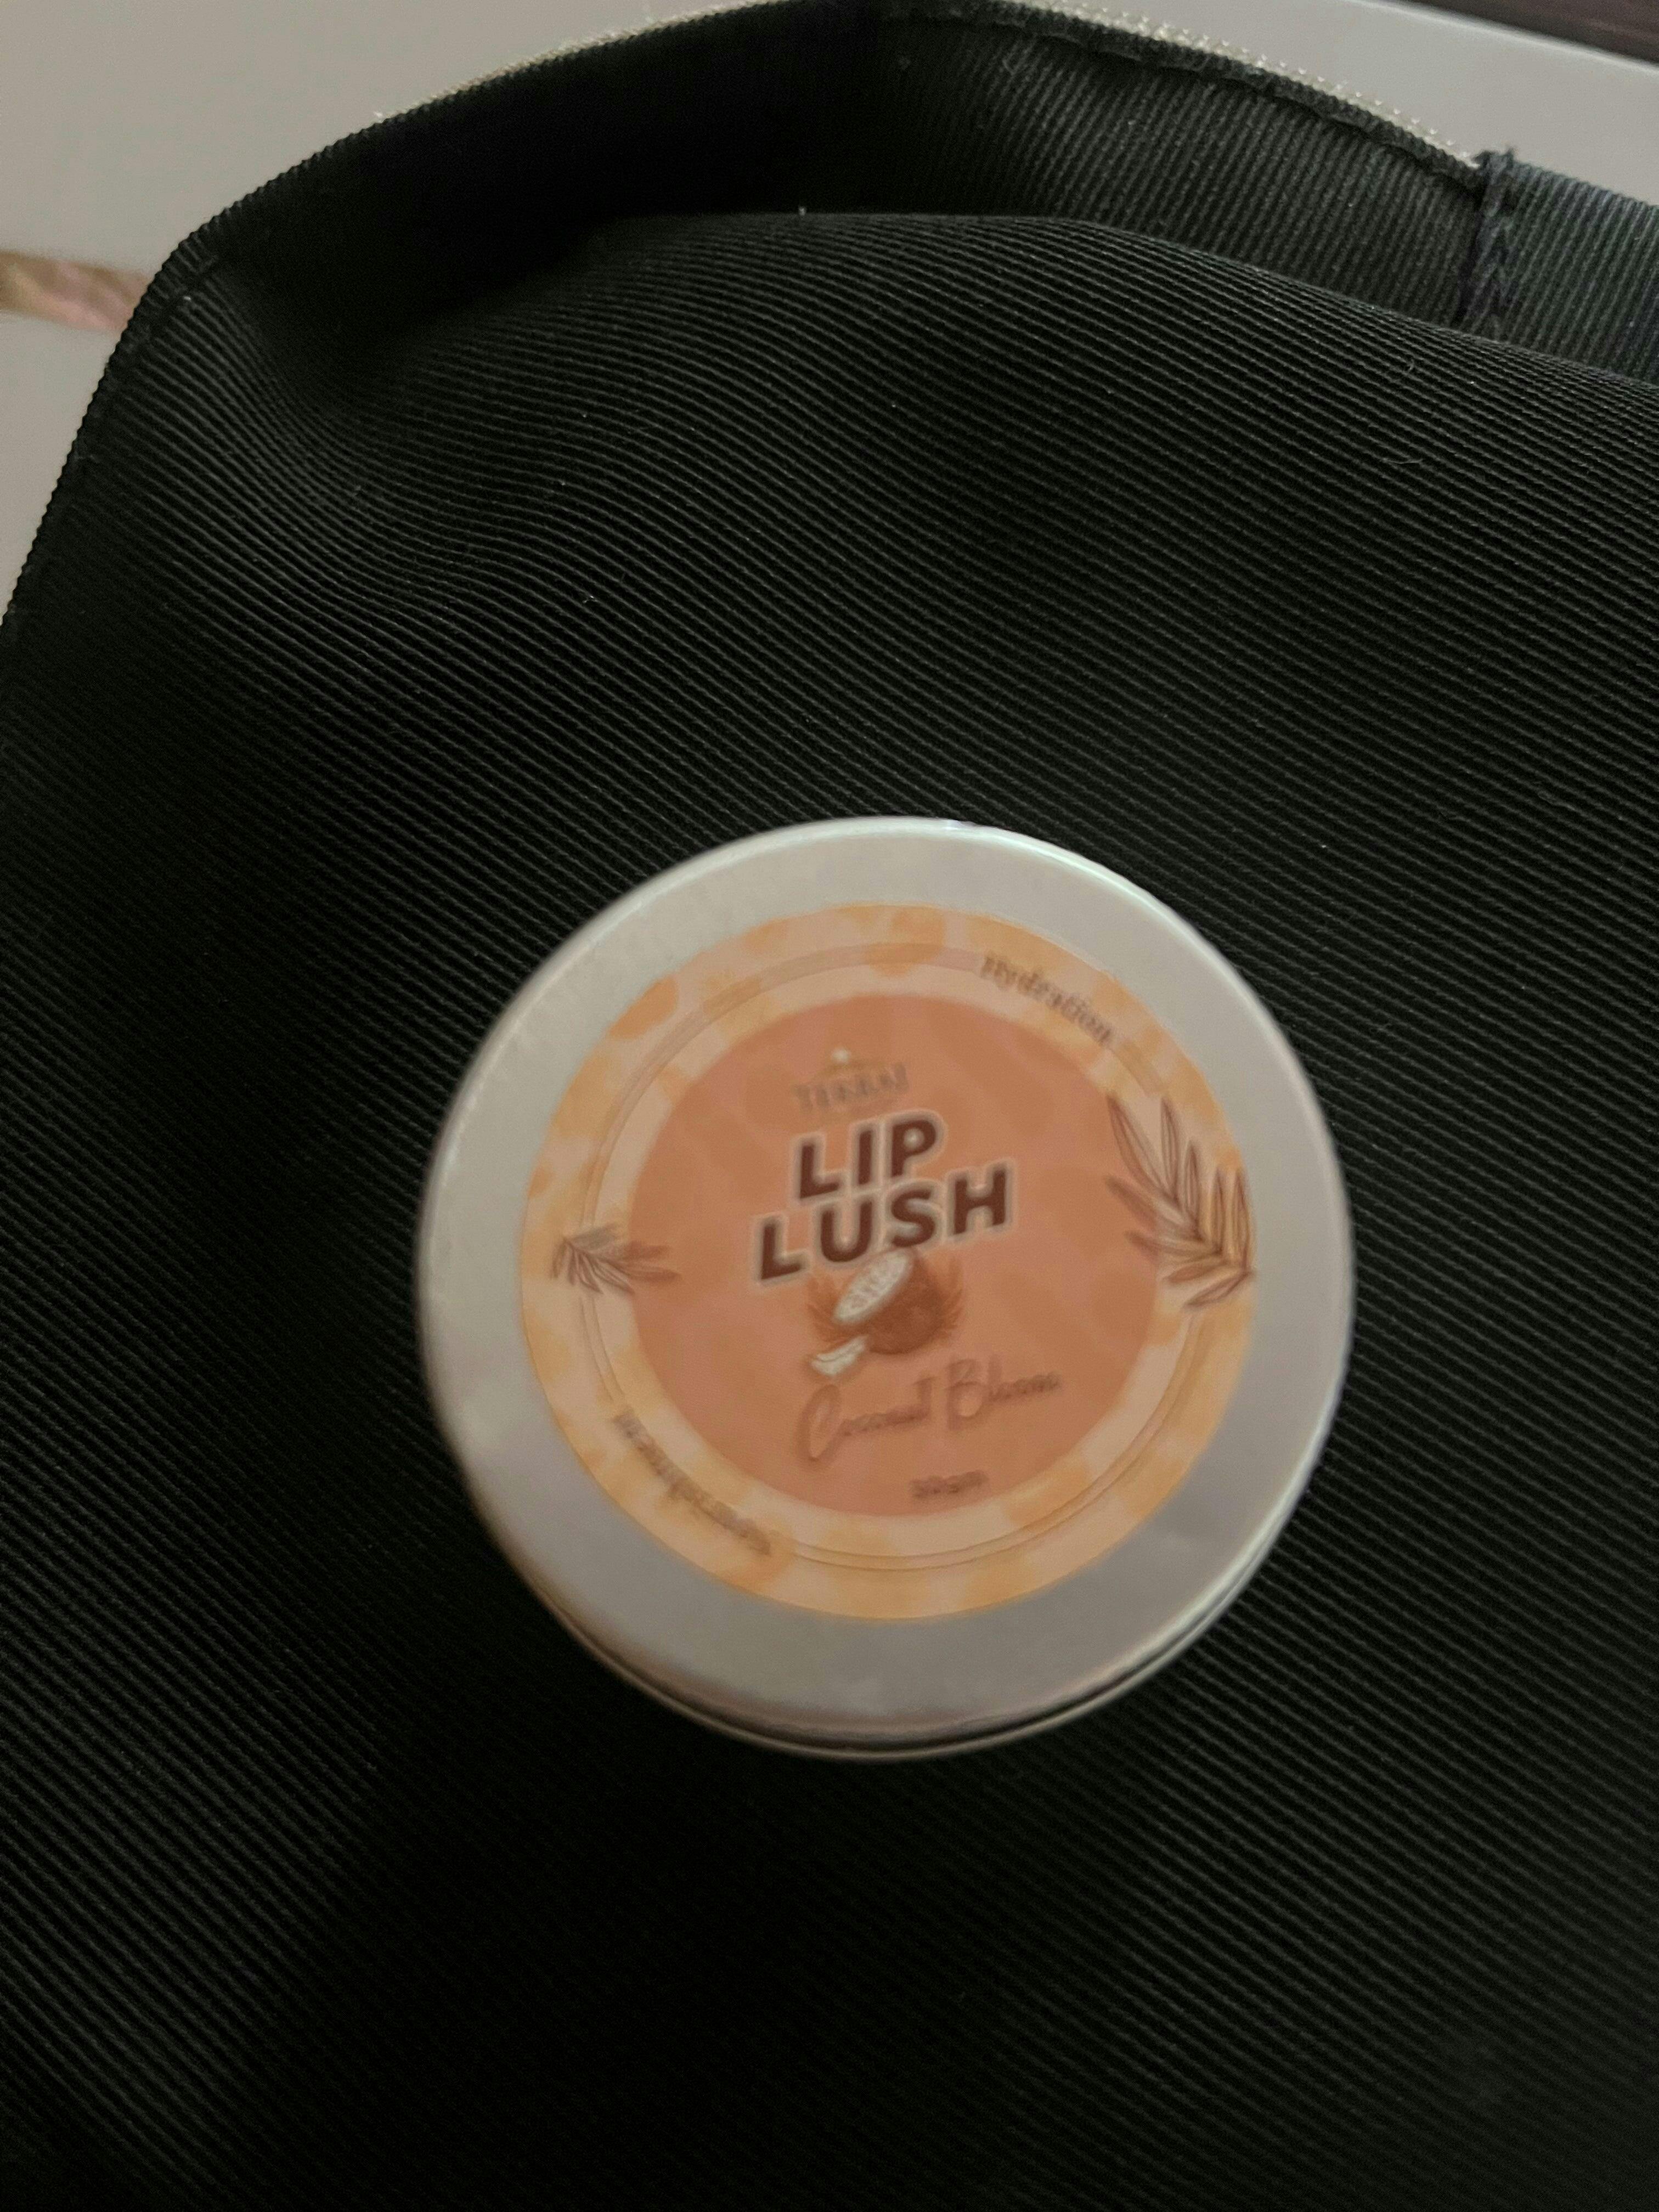 Hydration
LIP
LUSH
Coconut Bloom